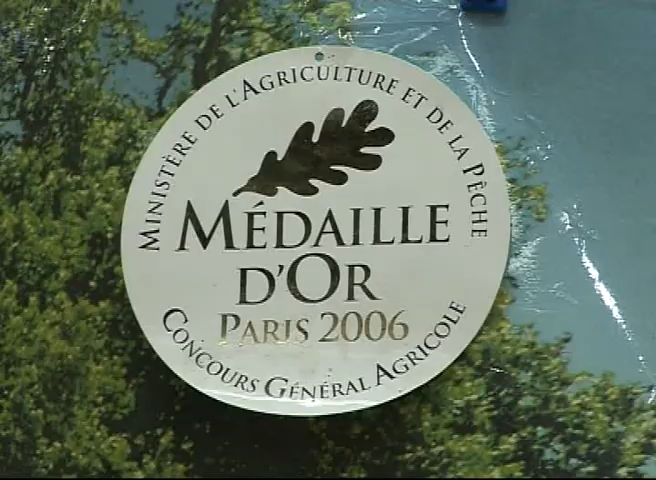 MINISTÈRE DE L'AGRICULTURE ET DE LA PÊCHE
MÉDAILLE
D'OR
PARIS 2006
CONCOURS GÉNÉRAL AGRICOLE